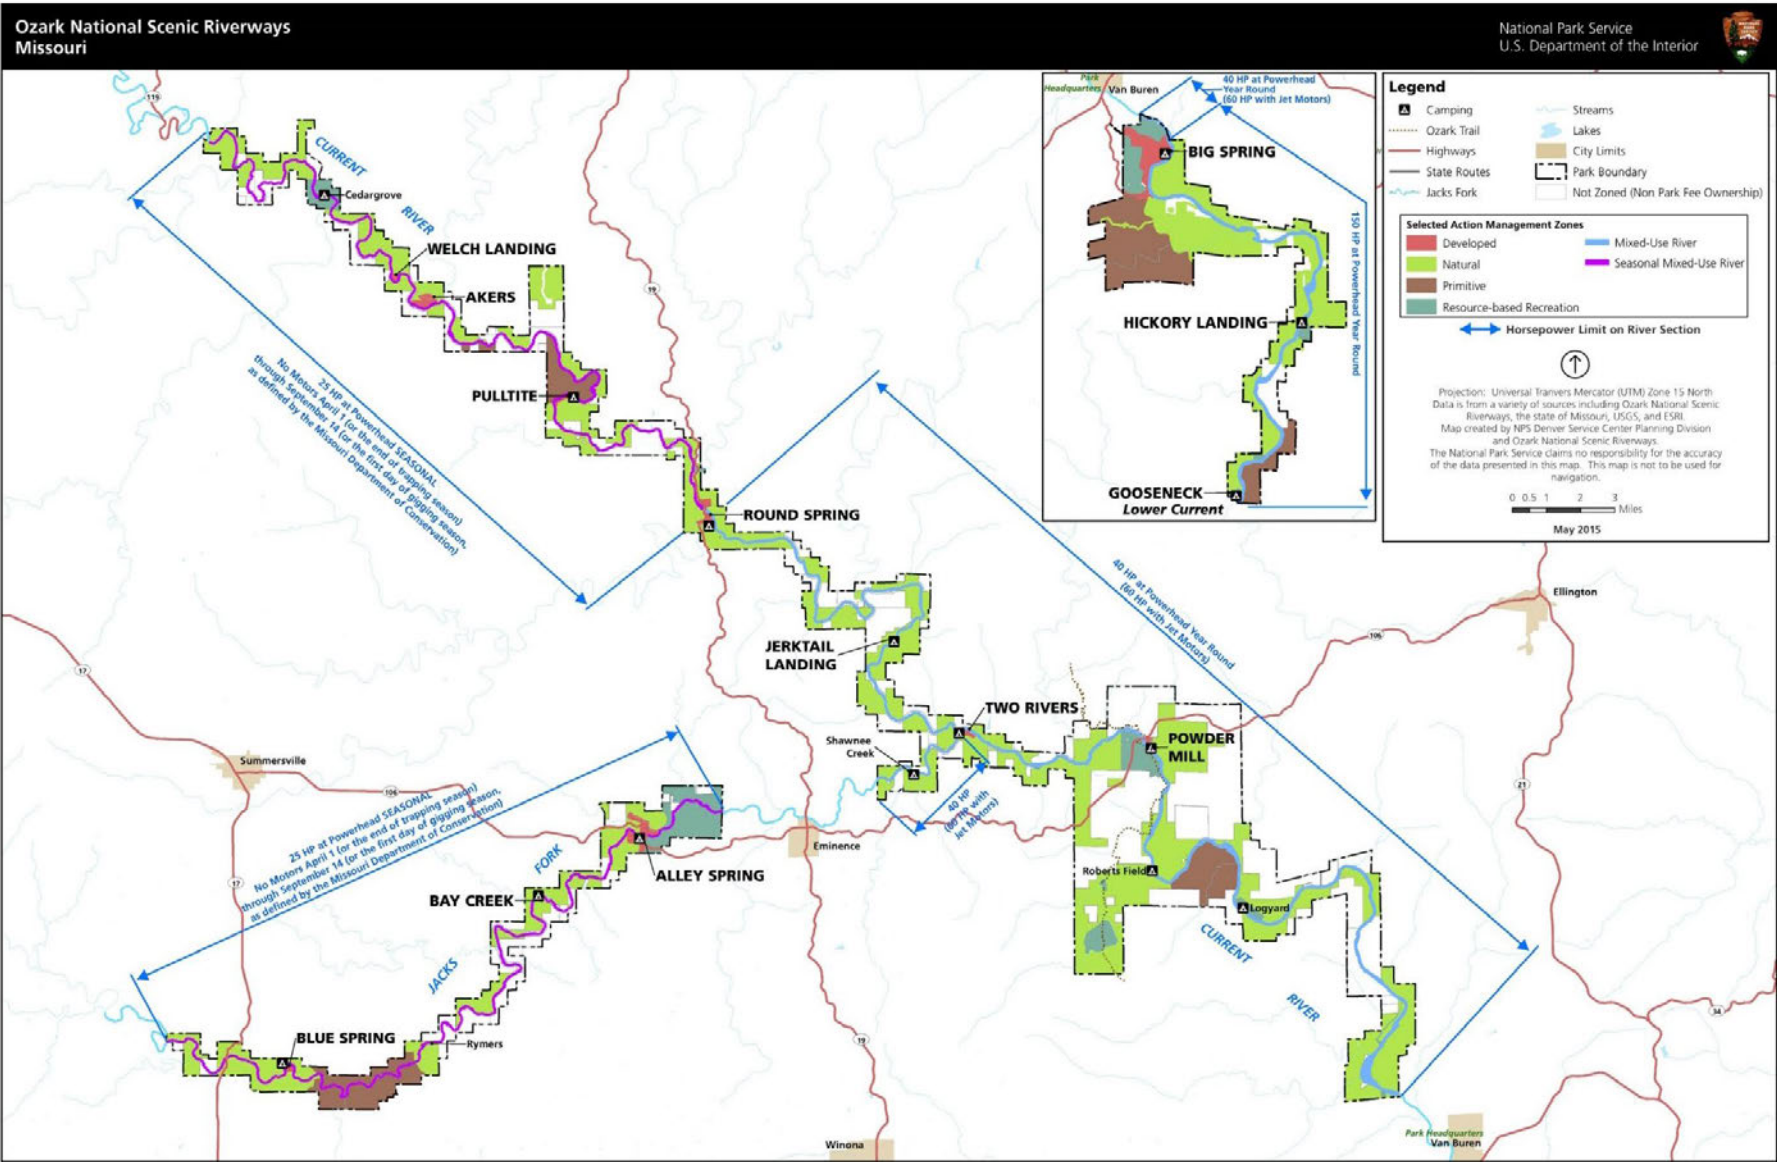 Ozark National Scenic Riverways
Missouri
National Park Service
U.S. Department of the Interior
119
CURRENT
Cedargrove
RIVER
WELCH LANDING
AKERS
19
PULLTITE
25 HP at Powerhead SEASONAL
No Motors April 1 (or the end of trapping season)
through September 14 (or the first day of gigging season,
as defined by the Missouri Department of Conservation)
ROUND SPRING
JERKTAIL
LANDING
40 HP at Powerhead Year Round
(60 HP with Jet Motors)
TWO RIVERS
Shawnee
Creek
POWDER
MILL
40 HP
(60 HP with
Jet Motors)
Roberts Field
Logyard
CURRENT
RIVER
17
Summersville
106
25 HP at Powerhead SEASONAL
No Motors April 1 (or the end of trapping season)
through September 14 (or the first day of gigging season,
as defined by the Missouri Department of Conservation)
17
FORK
Eminence
ALLEY SPRING
BAY CREEK
JACKS
BLUE SPRING
Rymers
19
Winona
Park Headquarters
Van Buren
34
21
106
Ellington
Park
Headquarters
Van Buren
40 HP at Powerhead
Year Round
(60 HP with Jet Motors)
BIG SPRING
150 HP at Powerhead Year Round
HICKORY LANDING
GOOSENECK
Lower Current
Legend
Camping
Ozark Trail
Highways
State Routes
Jacks Fork
Streams
Lakes
City Limits
Park Boundary
Not Zoned (Non Park Fee Ownership)
Selected Action Management Zones
Developed
Natural
Primitive
Resource-based Recreation
Mixed-Use River
Seasonal Mixed-Use River
Horsepower Limit on River Section
Projection: Universal Tranvers Mercator (UTM) Zone 15 North
Data is from a variety of sources including Ozark National Scenic
Riverways, the state of Missouri, USGS, and ESRI.
Map created by NPS Denver Service Center Planning Division
and Ozark National Scenic Riverways.
The National Park Service claims no responsibility for the accuracy
of the data presented in this map. This map is not to be used for
navigation.
0 0.5 1 2 3
Miles
May 2015